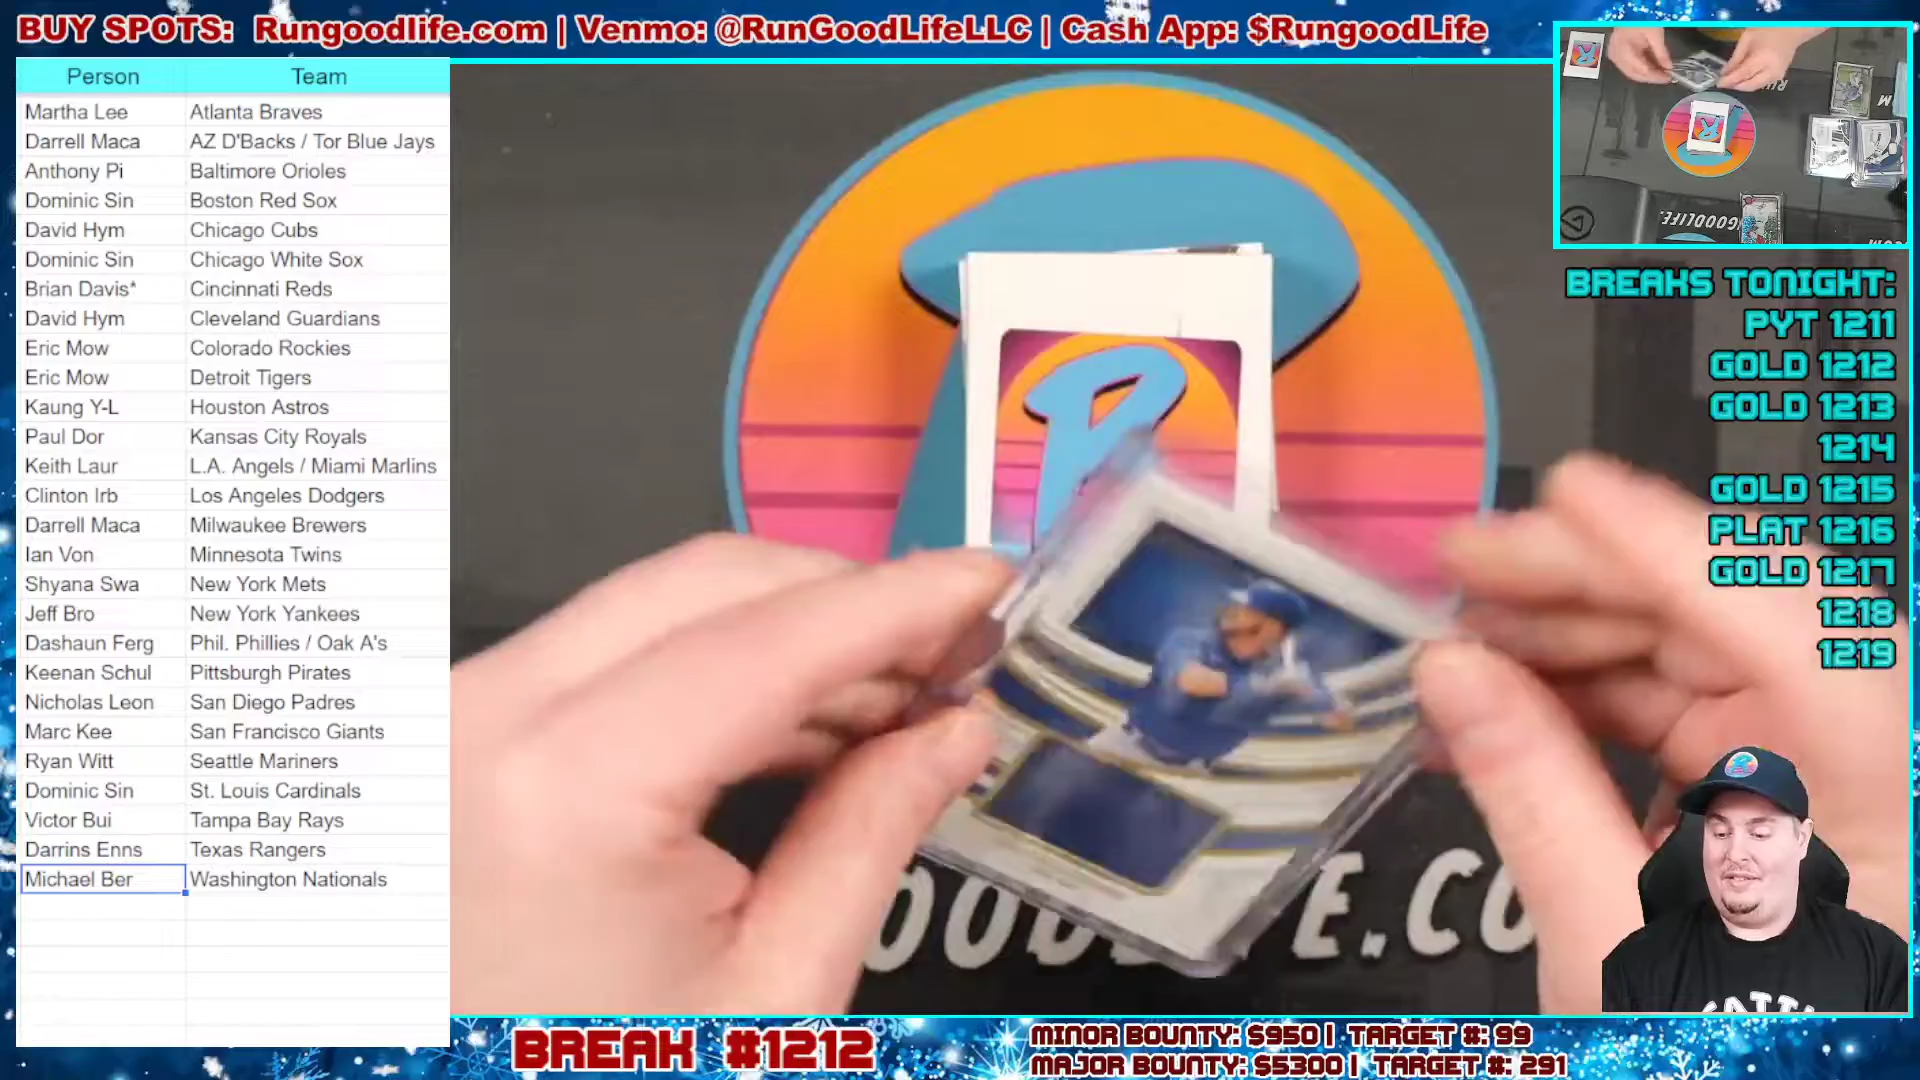 BUY SPOTS: Rungoodlife.com | Venmo: @RunGoodLifeLLC | Cash App: $RungoodLife
Person Team
Martha Lee Atlanta Braves
Darrell Maca AZ D'Backs / Tor Blue Jays
Anthony Pi Baltimore Orioles
Dominic Sin Boston Red Sox
David Hym Chicago Cubs
Dominic Sin Chicago White Sox
Brian Davis* Cincinnati Reds
David Hym Cleveland Guardians
Eric Mow Colorado Rockies
Eric Mow Detroit Tigers
Kaung Y-L Houston Astros
Paul Dor Kansas City Royals
Keith Laur L.A. Angels / Miami Marlins
Clinton Irb Los Angeles Dodgers
Darrell Maca Milwaukee Brewers
Ian Von Minnesota Twins
Shyana Swa New York Mets
Jeff Bro New York Yankees
Dashaun Ferg Phil. Phillies / Oak A's
Keenan Schul Pittsburgh Pirates
Nicholas Leon San Diego Padres
Marc Kee San Francisco Giants
Ryan Witt Seattle Mariners
Dominic Sin St. Louis Cardinals
Victor Bui Tampa Bay Rays
Darrins Enns Texas Rangers
Michael Ber Washington Nationals
GOODLIFE.
BREAKS TONIGHT:
PYT 1211
GOLD 1212
GOLD 1213
1214
GOLD 1215
PLAT 1216
GOLD 1217
1218
1219
BREAK #1212
MINOR BOUNTY: $950 | TARGET #: 99
MAJOR BOUNTY: $5300 | TARGET #: 291